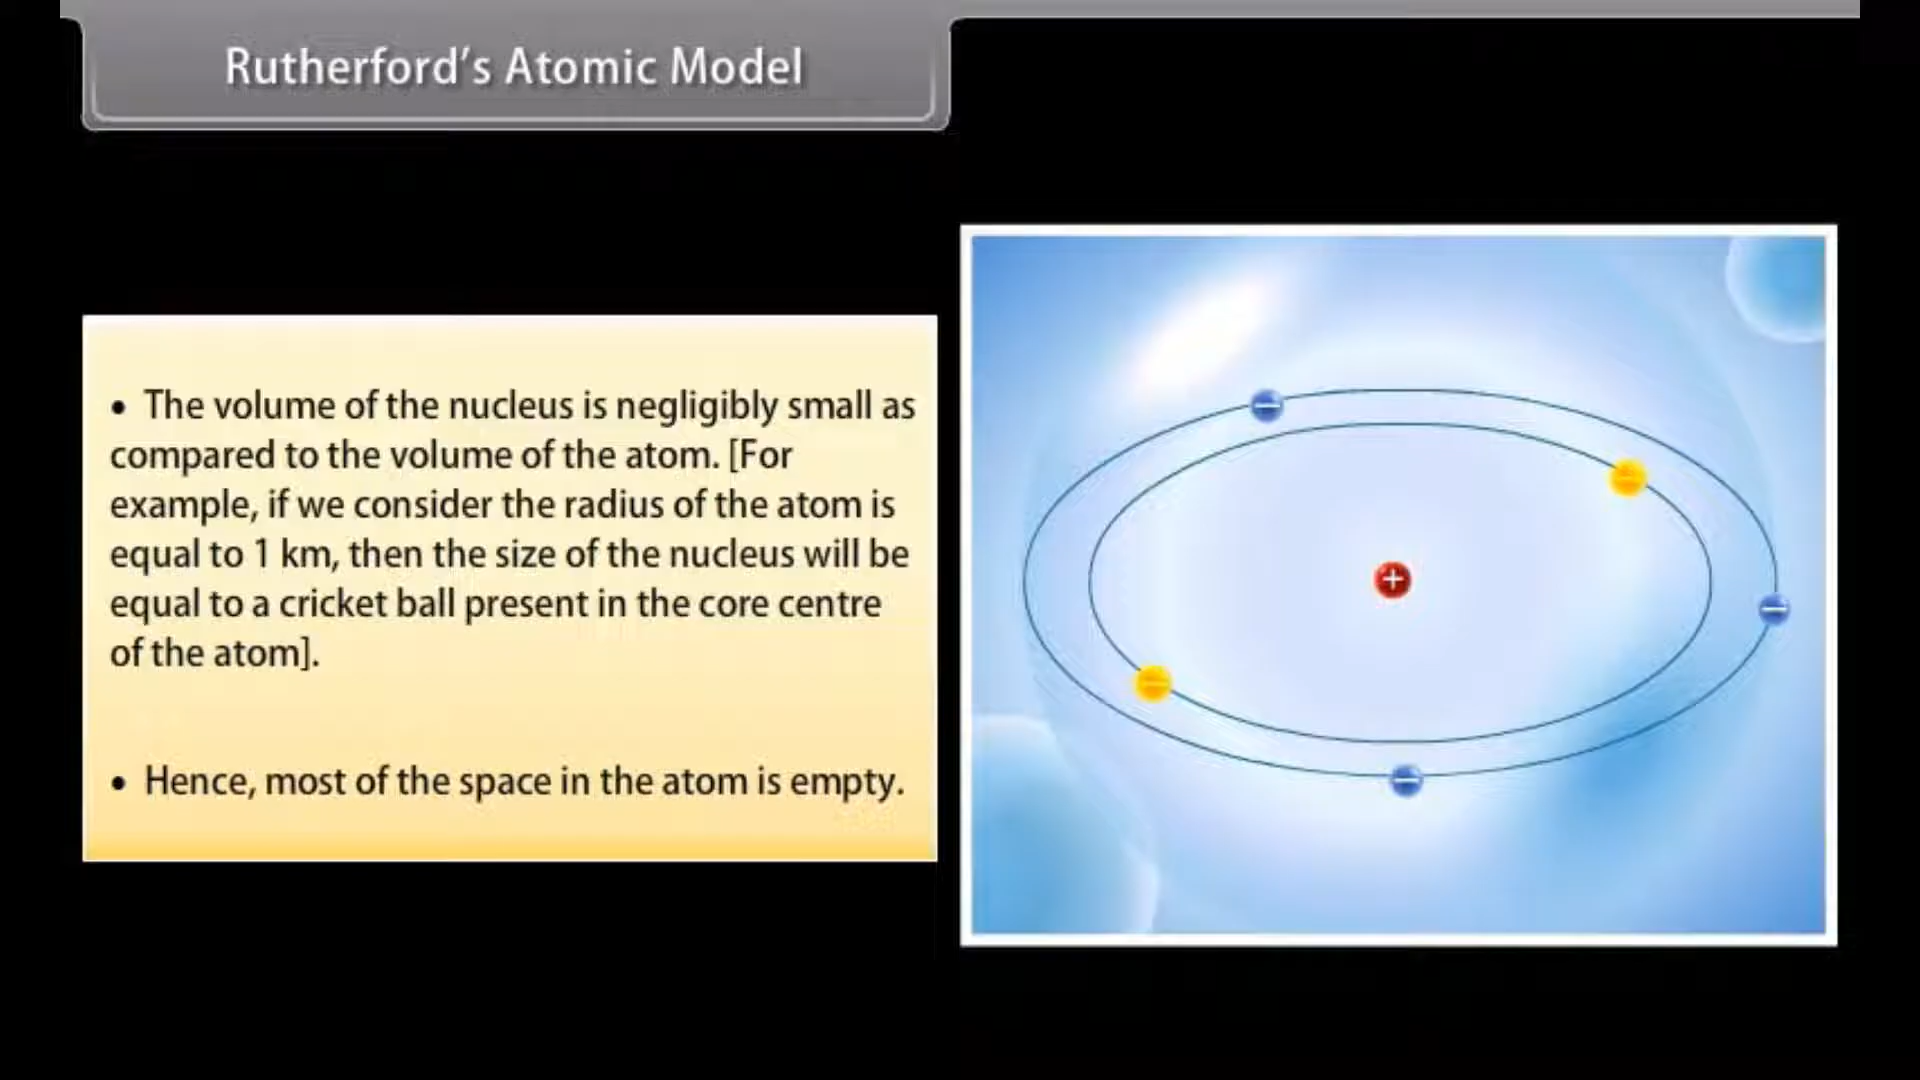 Rutherford's Atomic Model
• The volume of the nucleus is negligibly small as
compared to the volume of the atom. [For
example, if we consider the radius of the atom is
equal to 1 km, then the size of the nucleus will be
equal to a cricket ball present in the core centre
of the atom].
• Hence, most of the space in the atom is empty.
−
−
+
−
−
−